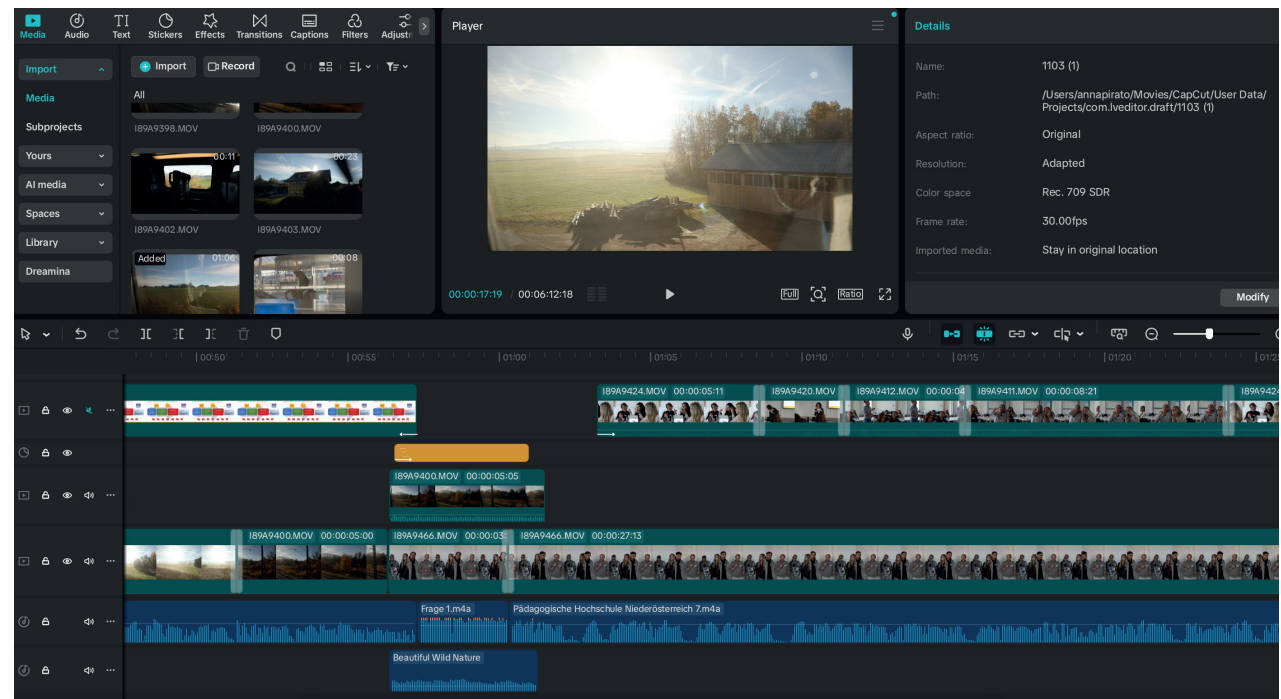 Media
Audio
Text
Stickers
Effects
Transitions
Captions
Filters
Import
Media
Subprojects
Yours
AI media
Spaces
Library
Dreamina
Import
Record
All
I89A9398.MOV
I89A9400.MOV
00:11
00:23
I89A9402.MOV
I89A9403.MOV
Added
01:06
00:08
Player
00:00:17:19 / 00:06:12:18
Full
Ratio
Details
Name: 1103 (1)
Path: /Users/annapirato/Movies/CapCut/User Data/
Projects/com.lveditor.draft/1103 (1)
Aspect ratio: Original
Resolution: Adapted
Color space Rec. 709 SDR
Frame rate: 30.00fps
Imported media: Stay in original location
Modify
00:50
00:55
01:00
01:05
01:10
01:15
01:20
I89A9424.MOV 00:00:05:11
I89A9420.MOV
I89A9412.MOV 00:00:04
I89A9411.MOV 00:00:08:21
I89A9424
I89A9400.MOV 00:00:05:05
I89A9400.MOV 00:00:05:00
I89A9466.MOV 00:00:03:
I89A9466.MOV 00:00:27:13
Frage 1.m4a
Pädagogische Hochschule Niederösterreich 7.m4a
Beautiful Wild Nature